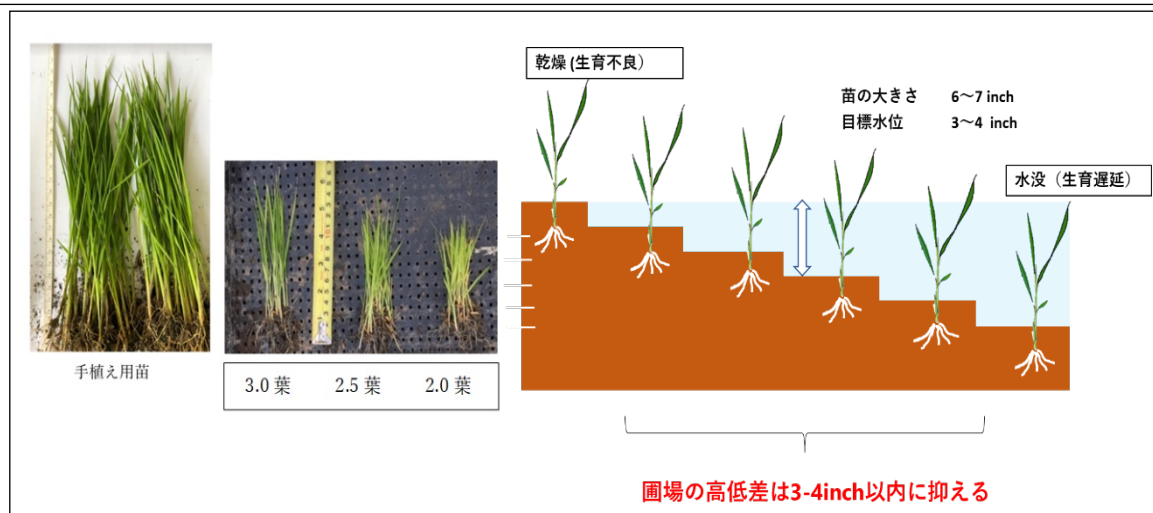 乾燥 (生育不良）
苗の大きさ 6～7 inch
目標水位 3～4 inch
水没（生育遅延）
手植え用苗
3.0 葉 2.5 葉 2.0 葉
圃場の高低差は3-4inch以内に抑える